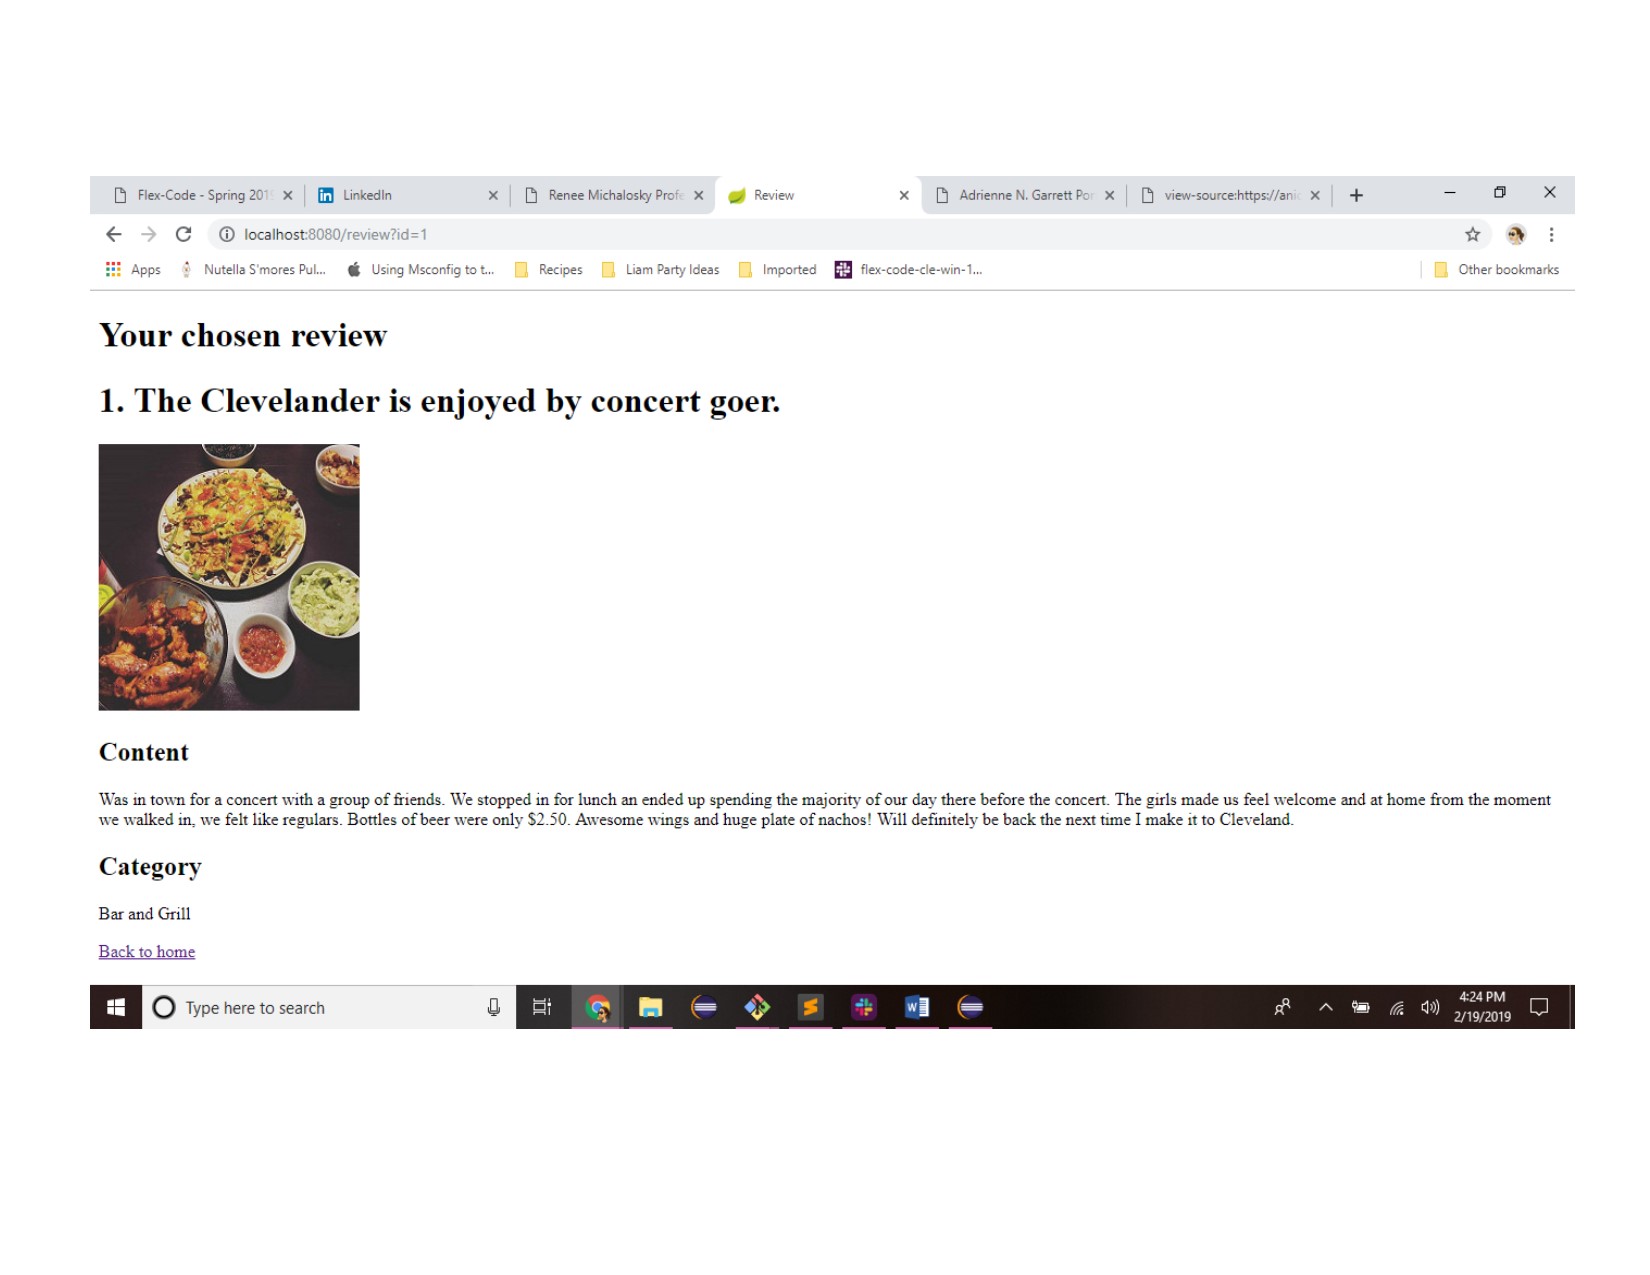 Flex-Code - Spring 201
LinkedIn
Renee Michalosky Profe
Review
Adrienne N. Garrett Por
view-source:https://anic
localhost:8080/review?id=1
Apps
Nutella S'mores Pul...
Using Msconfig to t...
Recipes
Liam Party Ideas
Imported
flex-code-cle-win-1...
Other bookmarks
Your chosen review
1. The Clevelander is enjoyed by concert goer.
Content
Was in town for a concert with a group of friends. We stopped in for lunch an ended up spending the majority of our day there before the concert. The girls made us feel welcome and at home from the moment
we walked in, we felt like regulars. Bottles of beer were only $2.50. Awesome wings and huge plate of nachos! Will definitely be back the next time I make it to Cleveland.
Category
Bar and Grill
Back to home
Type here to search
4:24 PM
2/19/2019